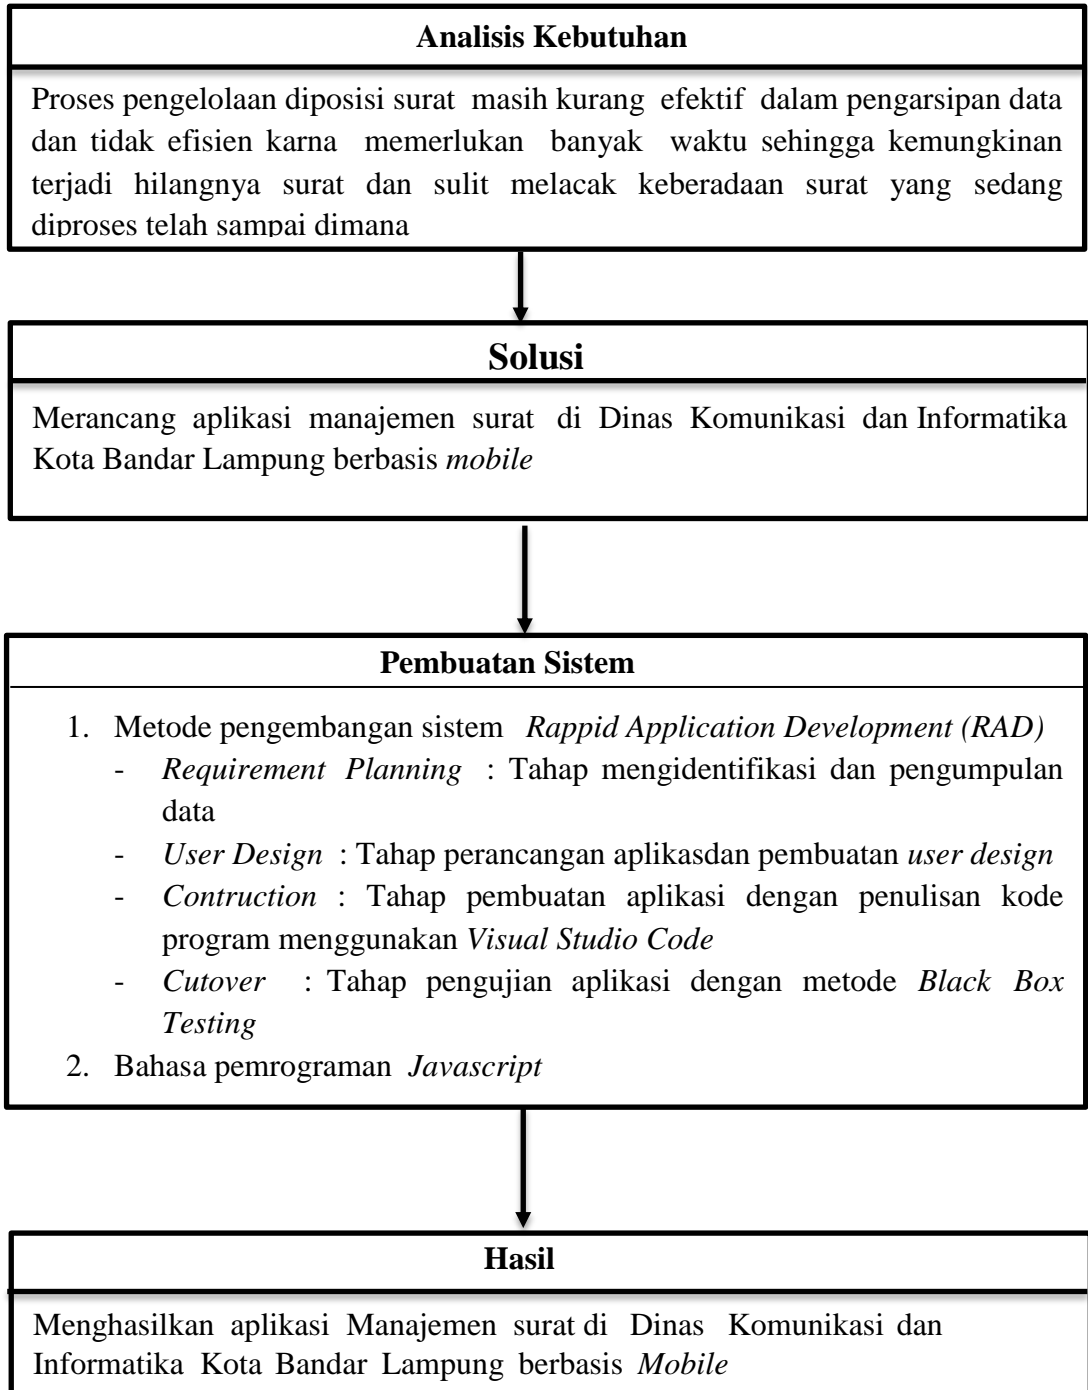 Analisis Kebutuhan
Proses pengelolaan diposisi surat masih kurang efektif dalam pengarsipan data
dan tidak efisien karna memerlukan banyak waktu sehingga kemungkinan
terjadi hilangnya surat dan sulit melacak keberadaan surat yang sedang
diproses telah sampai dimana
Solusi
Merancang aplikasi manajemen surat di Dinas Komunikasi dan Informatika
Kota Bandar Lampung berbasis mobile
Pembuatan Sistem
1. Metode pengembangan sistem Rappid Application Development (RAD)
- Requirement Planning : Tahap mengidentifikasi dan pengumpulan
data
- User Design : Tahap perancangan aplikasdan pembuatan user design
- Contruction : Tahap pembuatan aplikasi dengan penulisan kode
program menggunakan Visual Studio Code
- Cutover : Tahap pengujian aplikasi dengan metode Black Box
Testing
2. Bahasa pemrograman Javascript
Hasil
Menghasilkan aplikasi Manajemen surat di Dinas Komunikasi dan
Informatika Kota Bandar Lampung berbasis Mobile